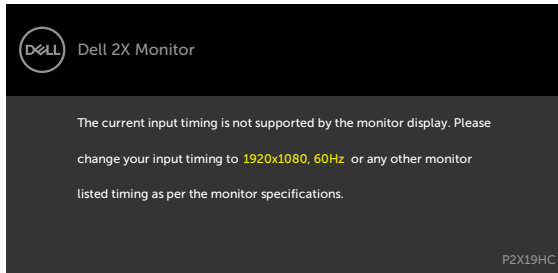 DELL
Dell 2X Monitor
The current input timing is not supported by the monitor display. Please
change your input timing to 1920x1080, 60Hz or any other monitor
listed timing as per the monitor specifications.
P2X19HC